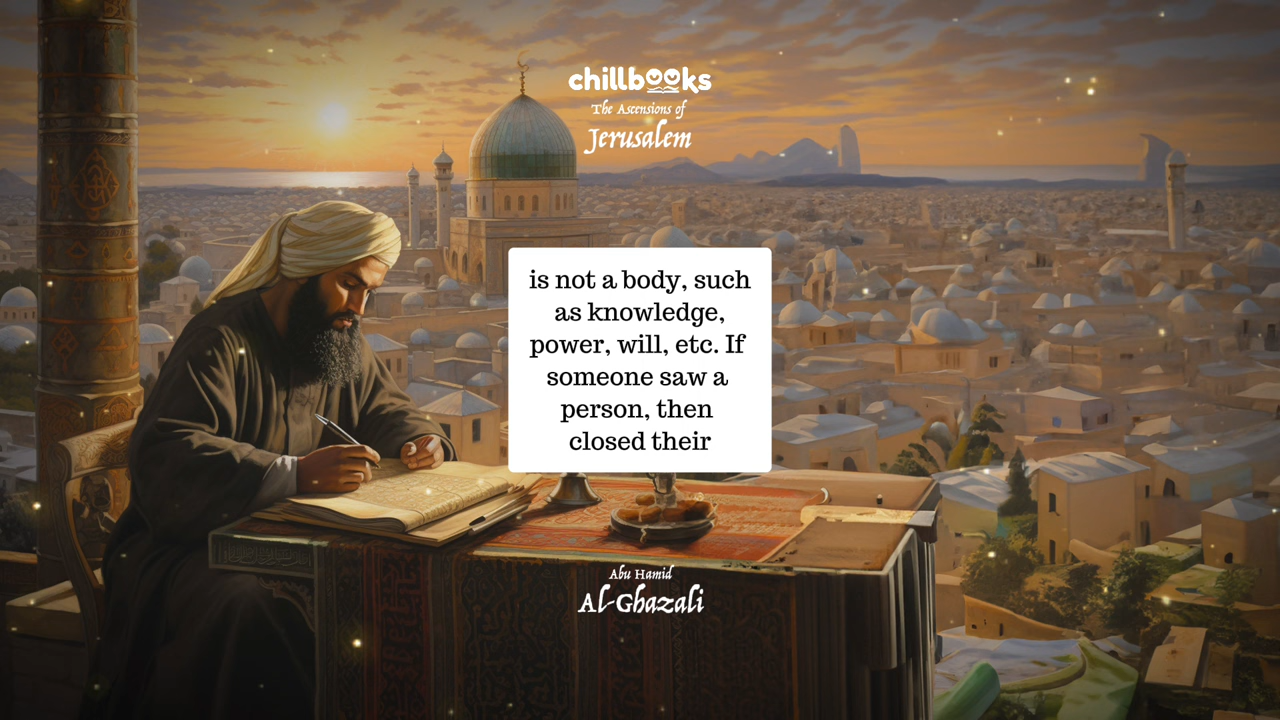 chillbooks
The Ascensions of
Jerusalem
is not a body, such
as knowledge,
power, will, etc. If
someone saw a
person, then
closed their
Abu Hamid
Al-Ghazali